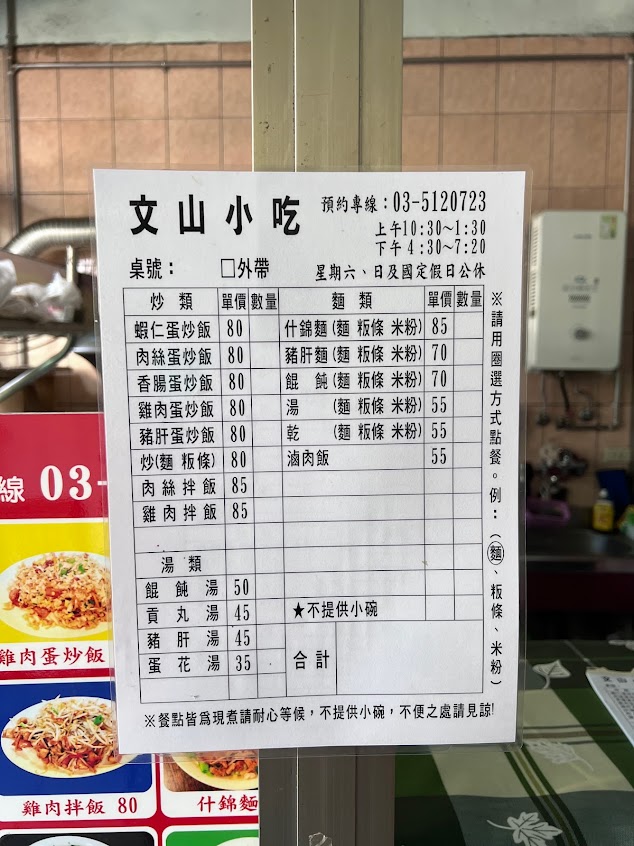 文山小吃
預約專線：03-5120723
上午10:30～1:30
下午4:30～7:20
桌號： □外帶
星期六、日及國定假日公休
炒類 單價 數量 麵類 單價 數量
蝦仁蛋炒飯 80 什錦麵(麵 粄條 米粉) 85
肉絲蛋炒飯 80 豬肝麵(麵 粄條 米粉) 70
香腸蛋炒飯 80 餛飩(麵 粄條 米粉) 70
雞肉蛋炒飯 80 湯 (麵 粄條 米粉) 55
豬肝蛋炒飯 80 乾 (麵 粄條 米粉) 55
炒(麵 粄條) 80 滷肉飯 55
肉絲拌飯 85
雞肉拌飯 85
湯類
餛飩湯 50
貢丸湯 45 ★不提供小碗
豬肝湯 45 合計
蛋花湯 35
※餐點皆為現煮請耐心等候，不提供小碗，不便之處請見諒!
※請用圈選方式點餐。例：(麵、粄條、米粉)
線 03-
雞肉蛋炒飯
雞肉拌飯 80
什錦麵
文山